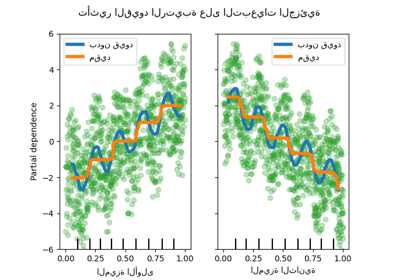 تأثير القيود الرتيبة على التبعيات الجزئية
Partial dependence
6
4
2
0
−2
−4
−6
بدون قيود
مقيد
0.00 0.25 0.50 0.75 1.00
الميزة الأولى
بدون قيود
مقيد
0.00 0.25 0.50 0.75 1.00
الميزة الثانية